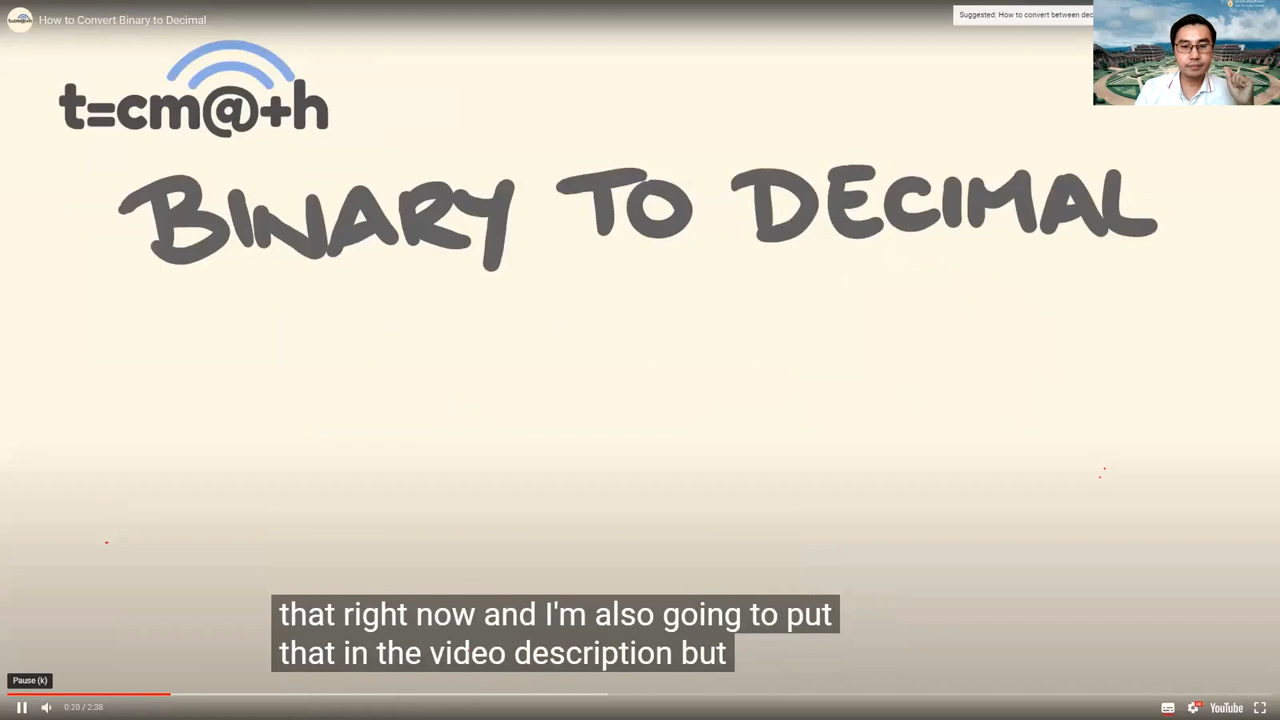 How to Convert Binary to Decimal
Suggested: How to convert between dec
t=cm@+h
BINARY TO DECIMAL
that right now and I'm also going to put
that in the video description but
Pause (k)
0:20 / 2:38
YouTube